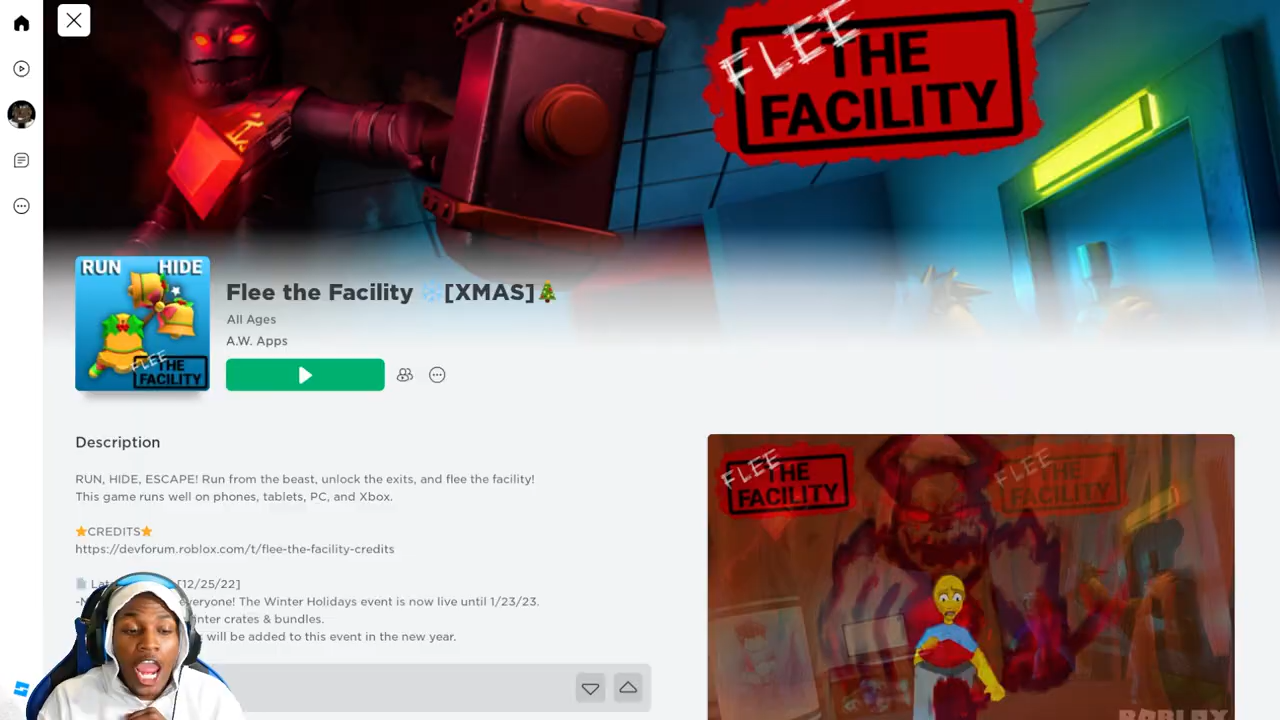 FLEE
THE
FACILITY
RUN HIDE
FLEE
THE
FACILITY
Flee the Facility ❄️[XMAS]🎄
All Ages
A.W. Apps
Description
RUN, HIDE, ESCAPE! Run from the beast, unlock the exits, and flee the facility!
This game runs well on phones, tablets, PC, and Xbox.
⭐CREDITS⭐
https://devforum.roblox.com/t/flee-the-facility-credits
[12/25/22]
everyone! The Winter Holidays event is now live until 1/23/23.
crates & bundles.
will be added to this event in the new year.
FLEE
THE
FACILITY
FLEE
THE
FACILITY
ROBLOX